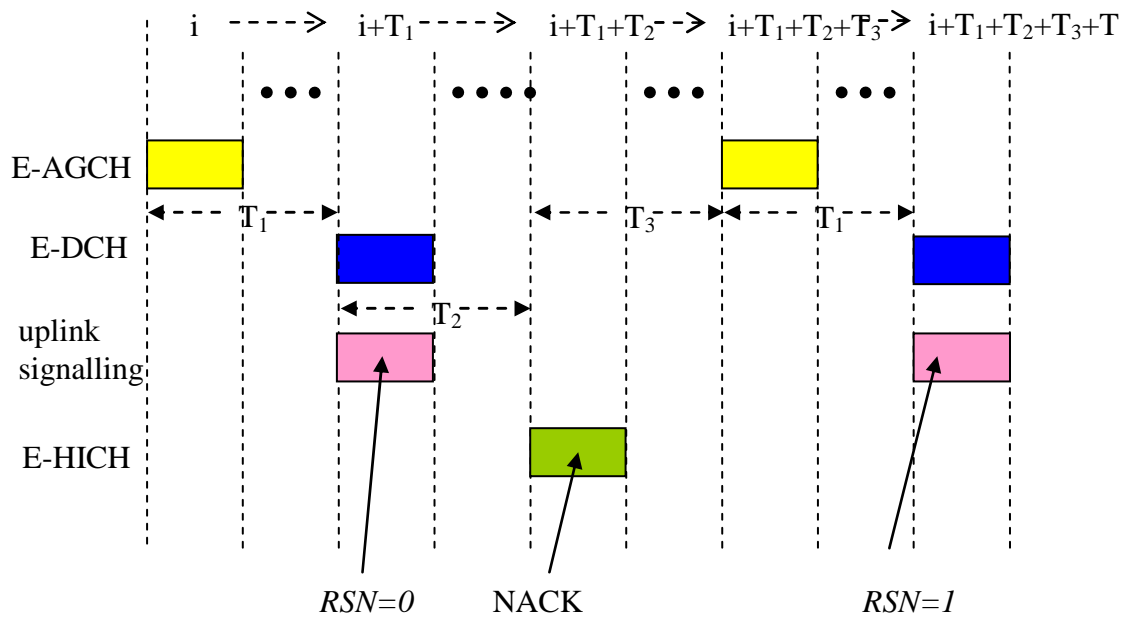 i i+T₁ i+T₁+T₂ i+T₁+T₂+T₃ i+T₁+T₂+T₃+T
E-AGCH
T₁ T₃ T₁
E-DCH
T₂
uplink
signalling
E-HICH
RSN=0 NACK RSN=1